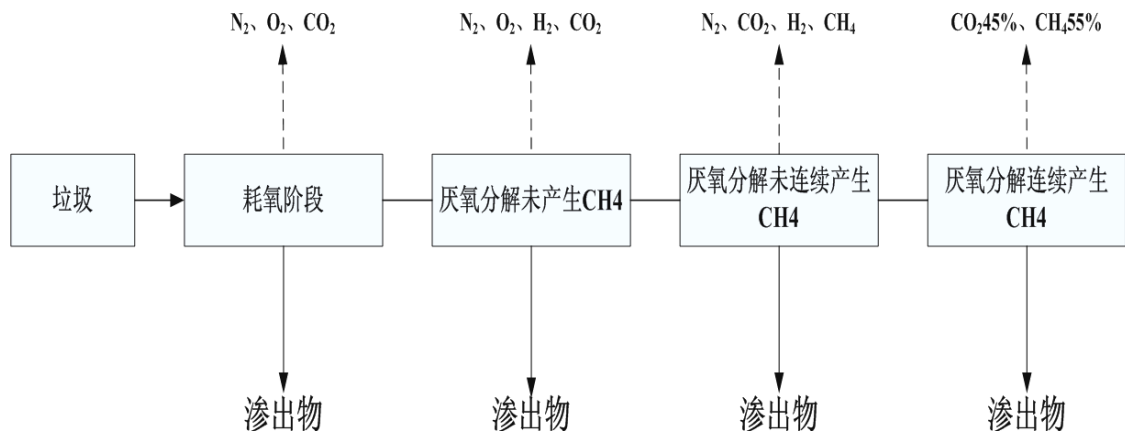 N₂、O₂、CO₂
N₂、O₂、H₂、CO₂
N₂、CO₂、H₂、CH₄
CO₂45%、CH₄55%
垃圾
耗氧阶段
厌氧分解未产生CH4
厌氧分解未连续产生
CH4
厌氧分解连续产生
CH4
渗出物
渗出物
渗出物
渗出物